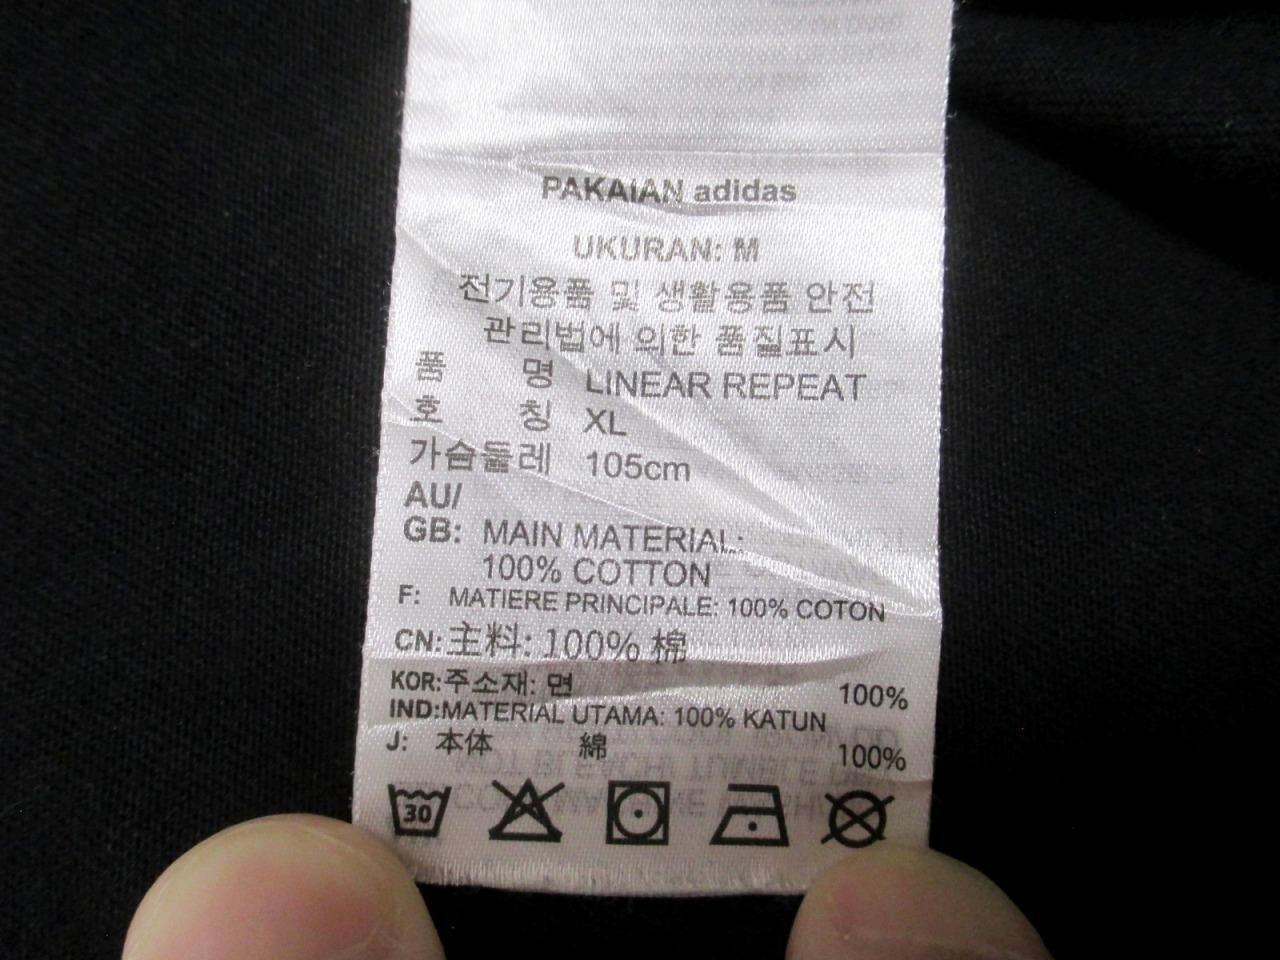 PAKAIAN adidas
UKURAN: M
전기용품 및 생활용품 안전
관리법에 의한 품질표시
품 명 LINEAR REPEAT
호 칭 XL
가슴둘레 105cm
AU/
GB: MAIN MATERIAL:
100% COTTON
F: MATIERE PRINCIPALE: 100% COTON
CN:主料: 100% 棉
KOR:주소재: 면 100%
IND:MATERIAL UTAMA: 100% KATUN
J: 本体 綿 100%
30